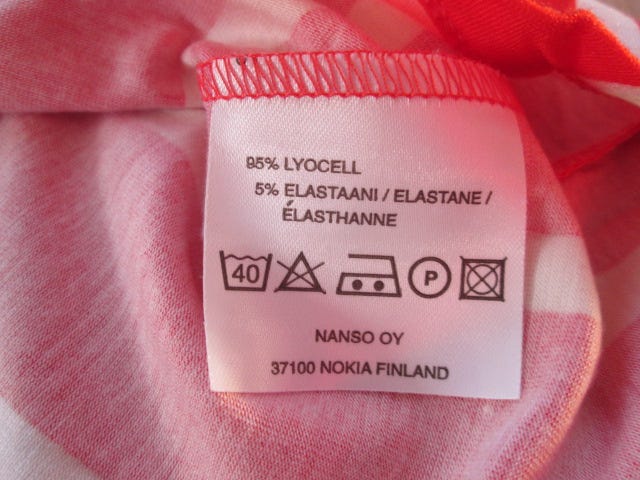 95% LYOCELL
5% ELASTAANI / ELASTANE /
ÉLASTHANNE
40 P
NANSO OY
37100 NOKIA FINLAND